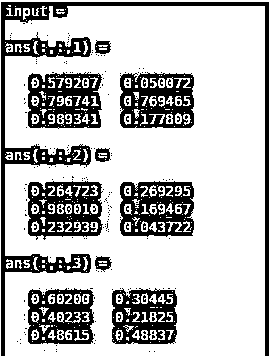 input =
ans(:,:,1) =
0.579207 0.050072
0.796741 0.769465
0.989341 0.177809
ans(:,:,2) =
0.264723 0.269295
0.980010 0.169467
0.232939 0.043722
ans(:,:,3) =
0.60200 0.30445
0.40233 0.21825
0.48615 0.48837